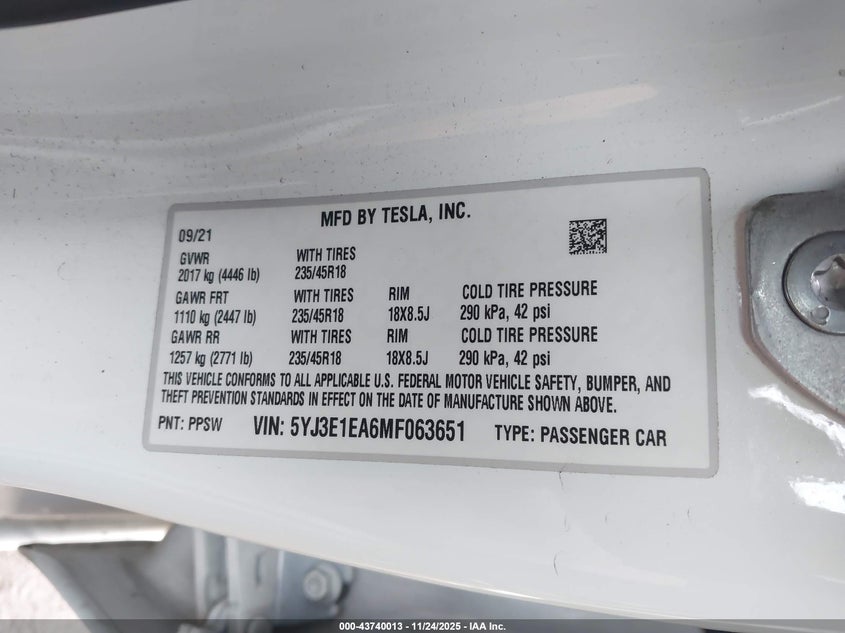 MFD BY TESLA, INC.
09/21
GVWR WITH TIRES
2017 kg (4446 lb) 235/45R18
GAWR FRT WITH TIRES RIM COLD TIRE PRESSURE
1110 kg (2447 lb) 235/45R18 18X8.5J 290 kPa, 42 psi
GAWR RR WITH TIRES RIM COLD TIRE PRESSURE
1257 kg (2771 lb) 235/45R18 18X8.5J 290 kPa, 42 psi
THIS VEHICLE CONFORMS TO ALL APPLICABLE U.S. FEDERAL MOTOR VEHICLE SAFETY, BUMPER, AND
THEFT PREVENTION STANDARDS IN EFFECT ON THE DATE OF MANUFACTURE SHOWN ABOVE.
PNT: PPSW VIN: 5YJ3E1EA6MF063651 TYPE: PASSENGER CAR
000-43740013 - 11/24/2025 - IAA Inc.